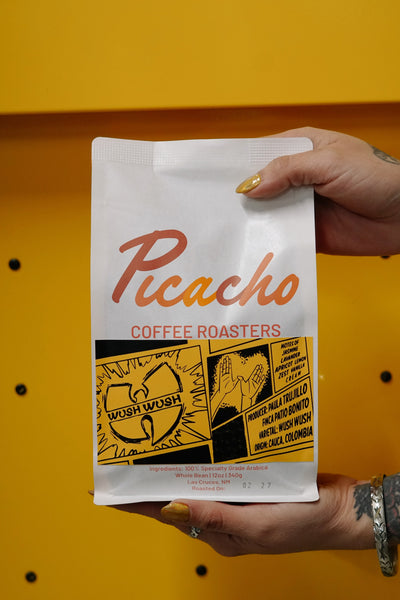 Picacho
COFFEE ROASTERS
WUSH WUSH
NOTES OF
JASMINE
LAVENDER
APRICOT LEMON
ZEST VANILLA
CREAM
PRODUCER: PAULA TRUJILLO
FINCA PATIO BONITO
VARIETAL: WUSH WUSH
ORIGIN: CAUCA, COLOMBIA
Ingredients: 100% Specialty Grade Arabica
Whole Bean | 12oz | 340g
Las Cruces, NM
Roasted On: 02 27